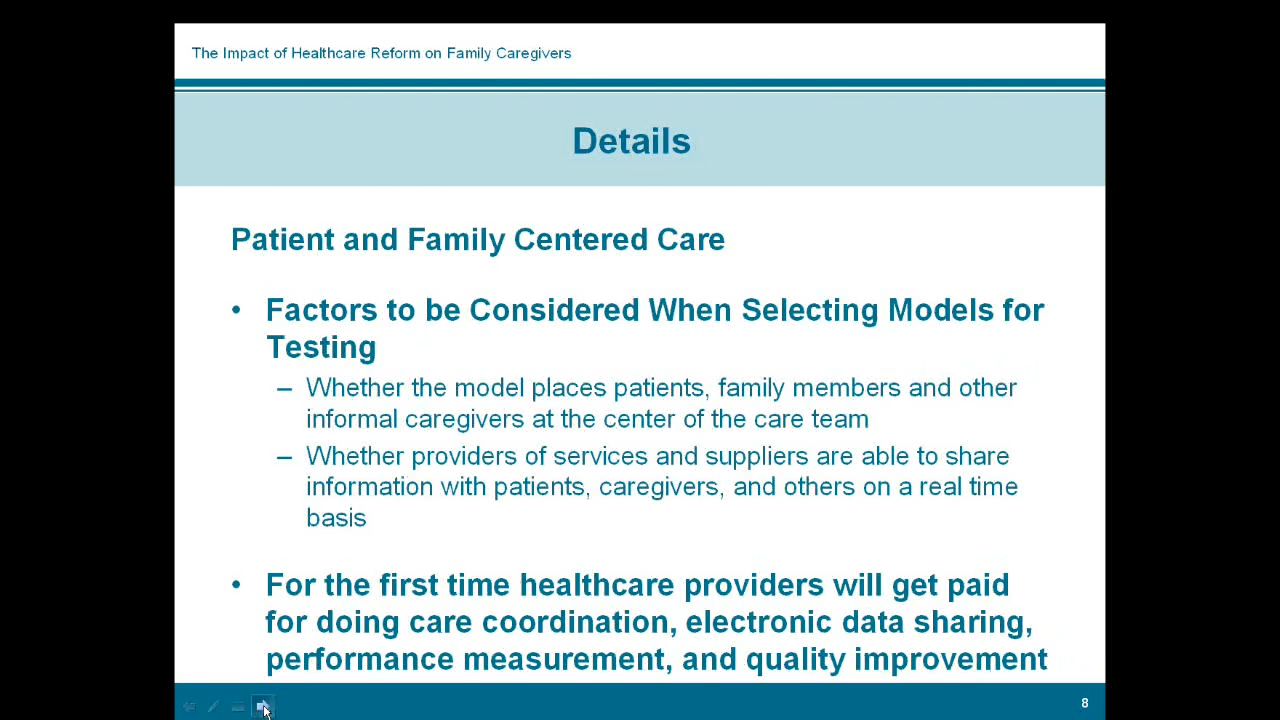 The Impact of Healthcare Reform on Family Caregivers
Details
Patient and Family Centered Care
• Factors to be Considered When Selecting Models for
Testing
– Whether the model places patients, family members and other
informal caregivers at the center of the care team
– Whether providers of services and suppliers are able to share
information with patients, caregivers, and others on a real time
basis
• For the first time healthcare providers will get paid
for doing care coordination, electronic data sharing,
performance measurement, and quality improvement
8